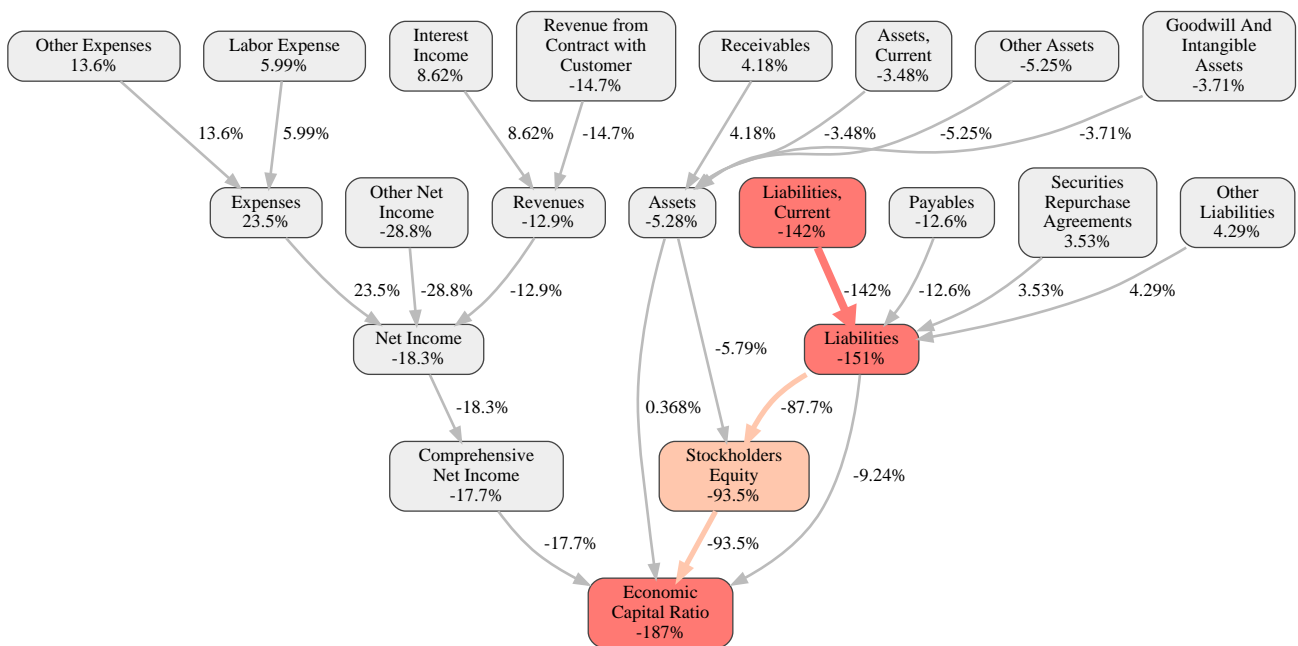 Other Expenses
13.6%
Labor Expense
5.99%
Interest
Income
8.62%
Revenue from
Contract with
Customer
-14.7%
Receivables
4.18%
Assets,
Current
-3.48%
Other Assets
-5.25%
Goodwill And
Intangible
Assets
-3.71%
13.6%
5.99%
8.62%
-14.7%
4.18%
-3.48%
-5.25%
-3.71%
Expenses
23.5%
Other Net
Income
-28.8%
Revenues
-12.9%
Assets
-5.28%
Liabilities,
Current
-142%
Payables
-12.6%
Securities
Repurchase
Agreements
3.53%
Other
Liabilities
4.29%
23.5%
-28.8%
-12.9%
-142%
-12.6%
3.53%
4.29%
Net Income
-18.3%
-5.79%
Liabilities
-151%
-18.3%
0.368%
-87.7%
Comprehensive
Net Income
-17.7%
Stockholders
Equity
-93.5%
-9.24%
-17.7%
-93.5%
Economic
Capital Ratio
-187%